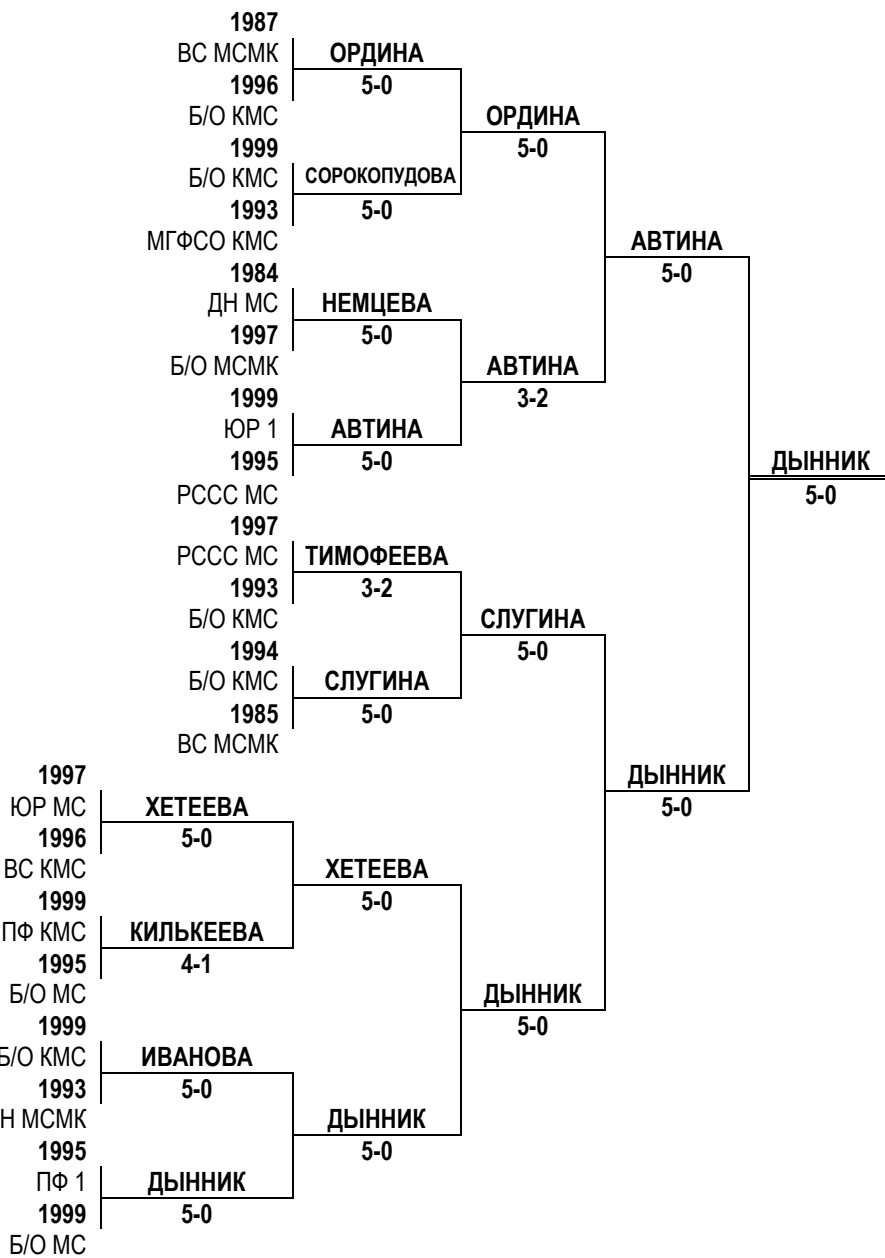 1987
ВС МСМК ОРДИНА
1996 5-0
Б/О КМС ОРДИНА
1999 5-0
Б/О КМС СОРОКОПУДОВА
1993 5-0
МГФСО КМС АВТИНА
1984 5-0
ДН МС НЕМЦЕВА
1997 5-0
Б/О МСМК АВТИНА
1999 3-2
ЮР 1 АВТИНА
1995 5-0 ДЫННИК
РССС МС 5-0
1997
РССС МС ТИМОФЕЕВА
1993 3-2
Б/О КМС СЛУГИНА
1994 5-0
Б/О КМС СЛУГИНА
1985 5-0
ВС МСМК
1997 ДЫННИК
ЮР МС ХЕТЕЕВА 5-0
1996 5-0
ВС КМС ХЕТЕЕВА
1999 5-0
ПФ КМС КИЛЬКЕЕВА
1995 4-1
Б/О МС ДЫННИК
1999 5-0
Б/О КМС ИВАНОВА
1993 5-0
Н МСМК ДЫННИК
1995 5-0
ПФ 1 ДЫННИК
1999 5-0
Б/О МС